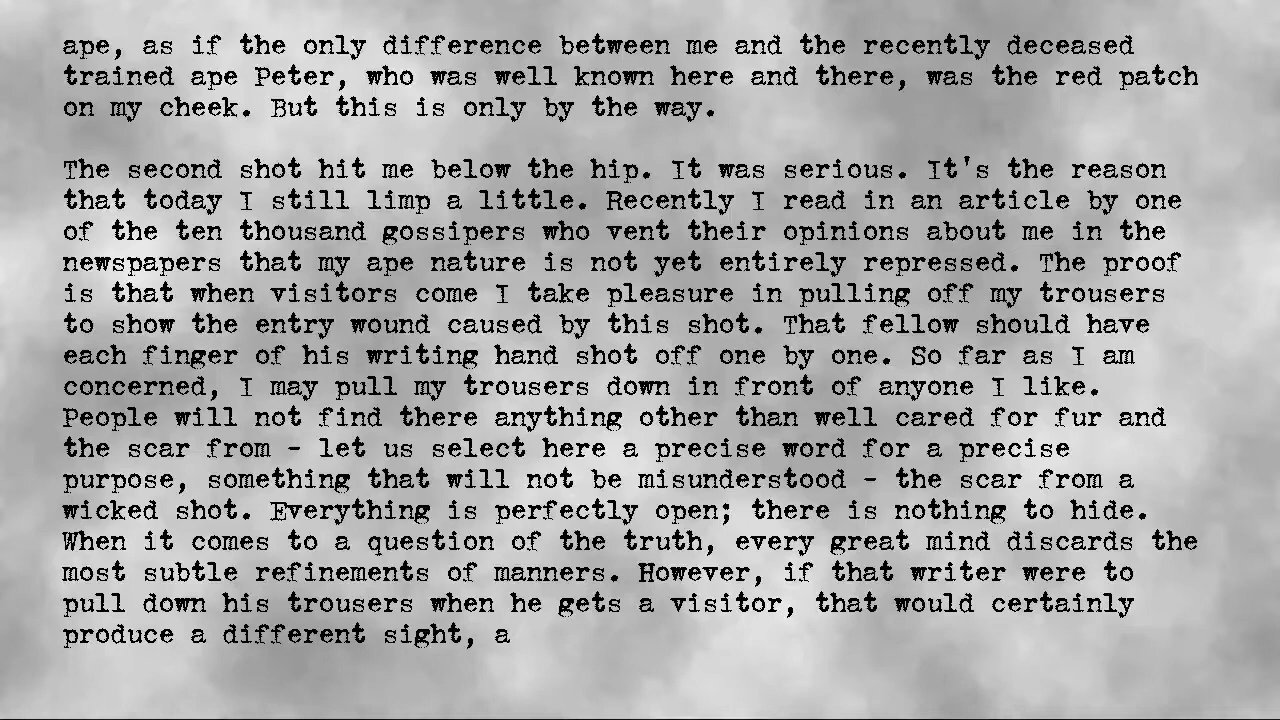 ape, as if the only difference between me and the recently deceased
trained ape Peter, who was well known here and there, was the red patch
on my cheek. But this is only by the way.
The second shot hit me below the hip. It was serious. It's the reason
that today I still limp a little. Recently I read in an article by one
of the ten thousand gossipers who vent their opinions about me in the
newspapers that my ape nature is not yet entirely repressed. The proof
is that when visitors come I take pleasure in pulling off my trousers
to show the entry wound caused by this shot. That fellow should have
each finger of his writing hand shot off one by one. So far as I am
concerned, I may pull my trousers down in front of anyone I like.
People will not find there anything other than well cared for fur and
the scar from - let us select here a precise word for a precise
purpose, something that will not be misunderstood - the scar from a
wicked shot. Everything is perfectly open; there is nothing to hide.
When it comes to a question of the truth, every great mind discards the
most subtle refinements of manners. However, if that writer were to
pull down his trousers when he gets a visitor, that would certainly
produce a different sight, a